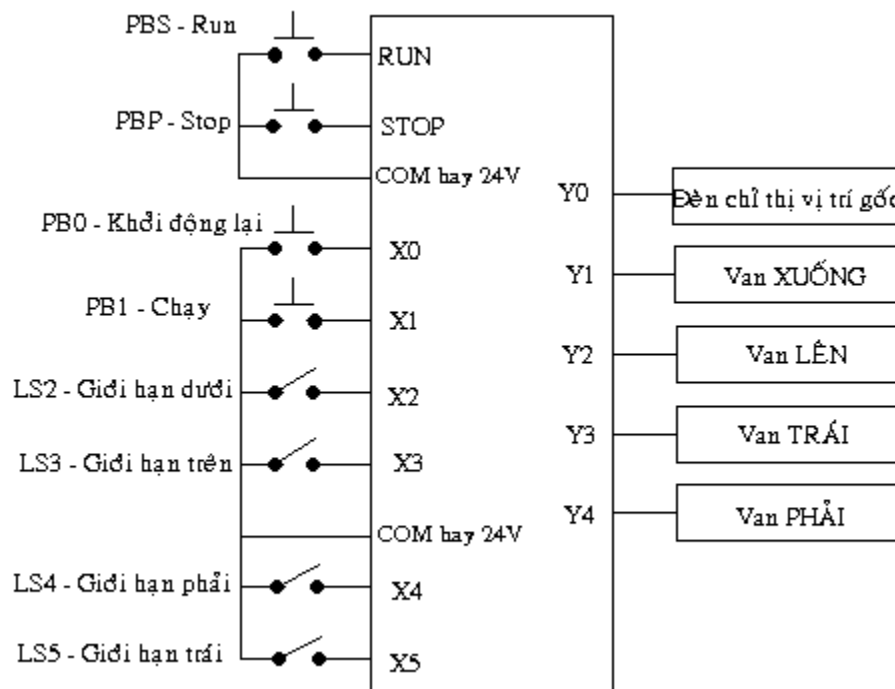 PBS - Run
RUN
PBP - Stop
STOP
COM hay 24V
Y0
Đèn chỉ thị vị trí gốc
PB0 - Khởi động lại
X0
Y1
Van XUỐNG
PB1 - Chạy
X1
Y2
Van LÊN
LS2 - Giới hạn dưới
X2
Y3
Van TRÁI
LS3 - Giới hạn trên
X3
Y4
Van PHẢI
COM hay 24V
LS4 - Giới hạn phải
X4
LS5 - Giới hạn trái
X5